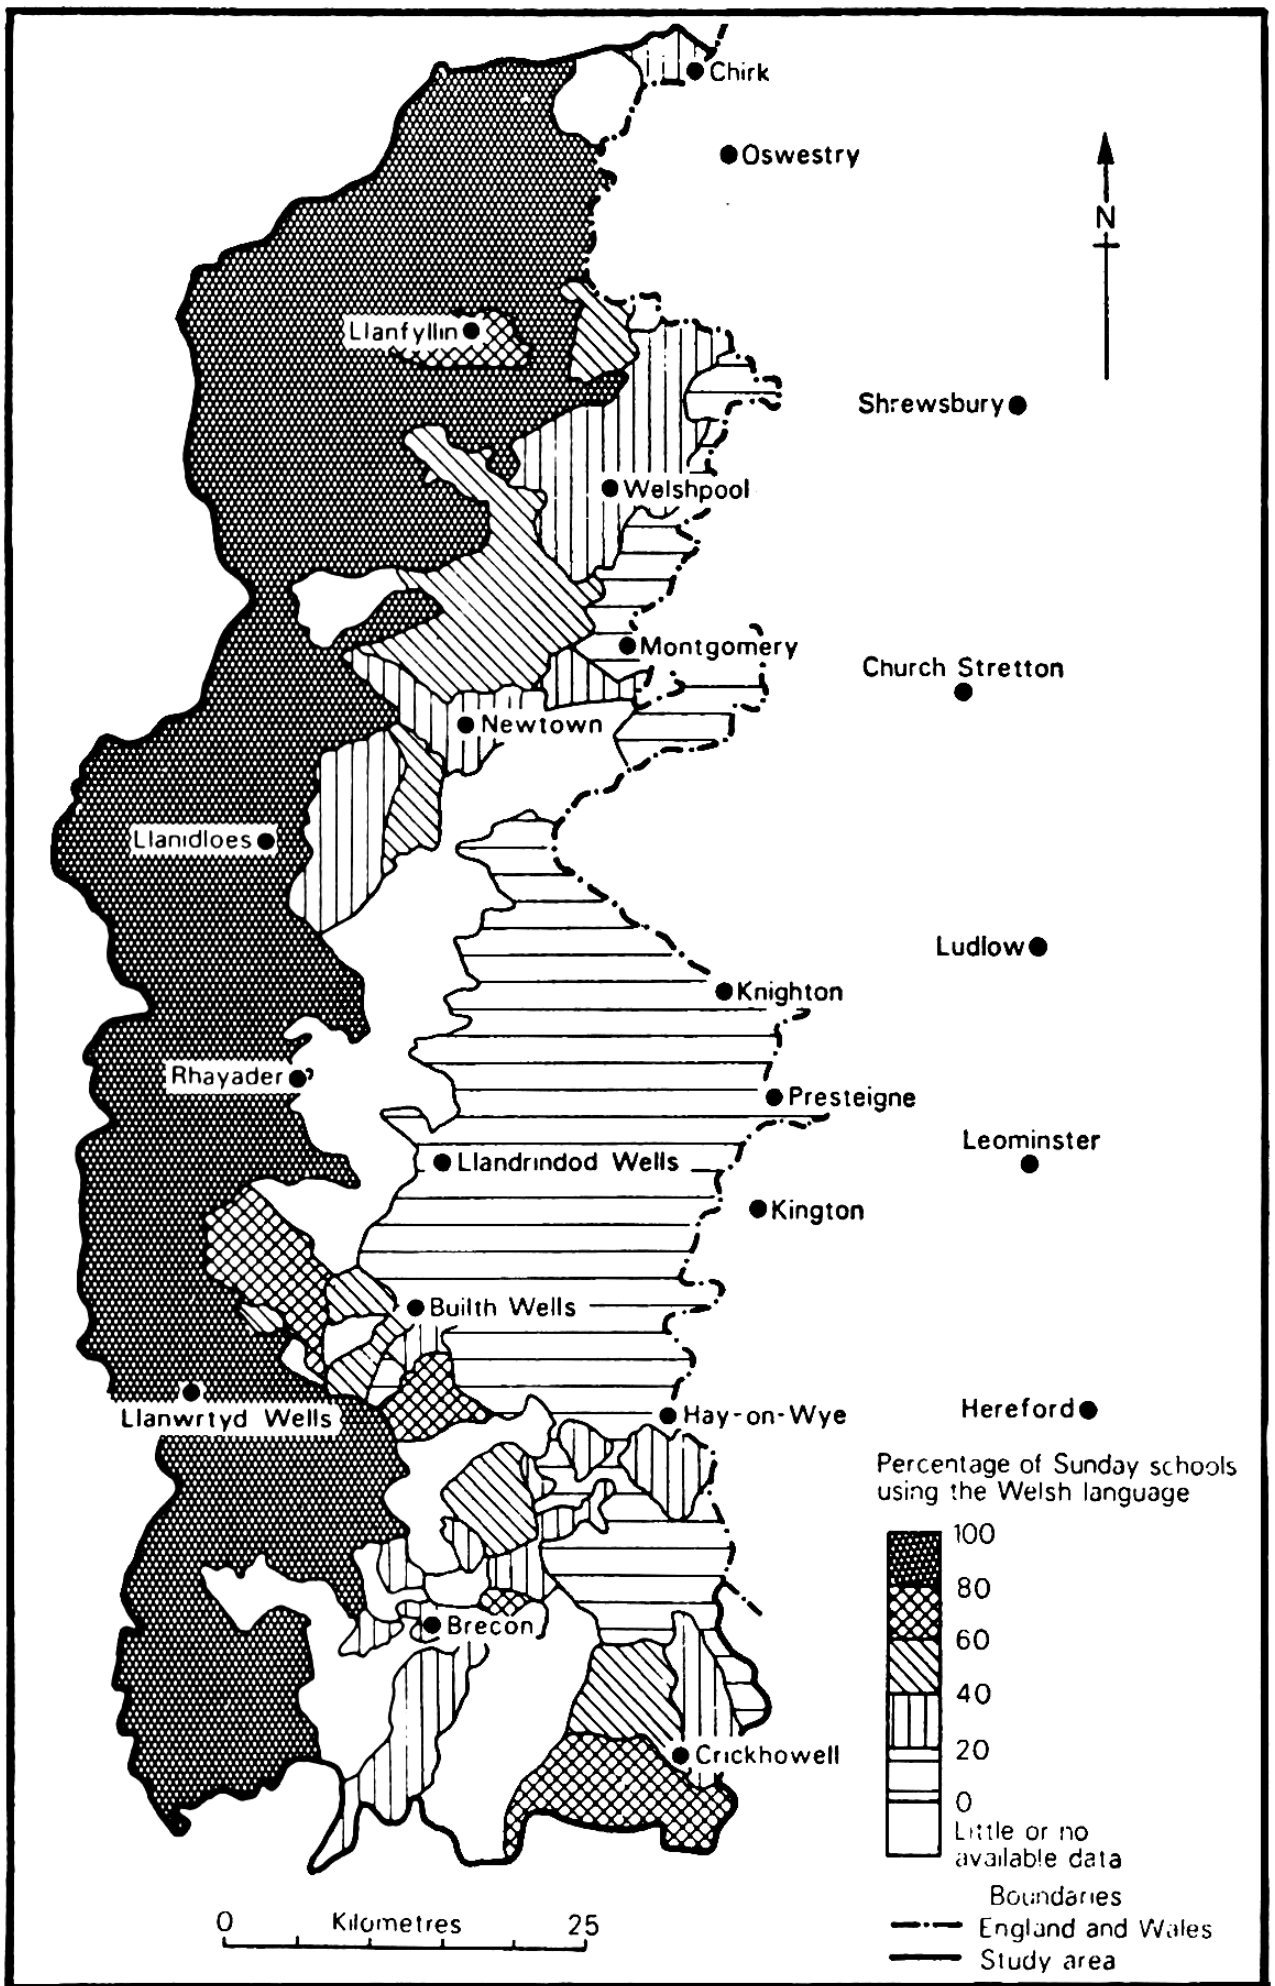 Chirk
Oswestry
N
Llanfyllin
Shrewsbury
Welshpool
Montgomery
Church Stretton
Newtown
Llanidloes
Ludlow
Knighton
Rhayader
Presteigne
Leominster
Llandrindod Wells
Kington
Builth Wells
Llanwrtyd Wells
Hay-on-Wye
Hereford
Percentage of Sunday schools
using the Welsh language
100
80
60
40
20
0
Little or no
available data
Brecon
Crickhowell
Boundaries
England and Wales
Study area
0 Kilometres 25